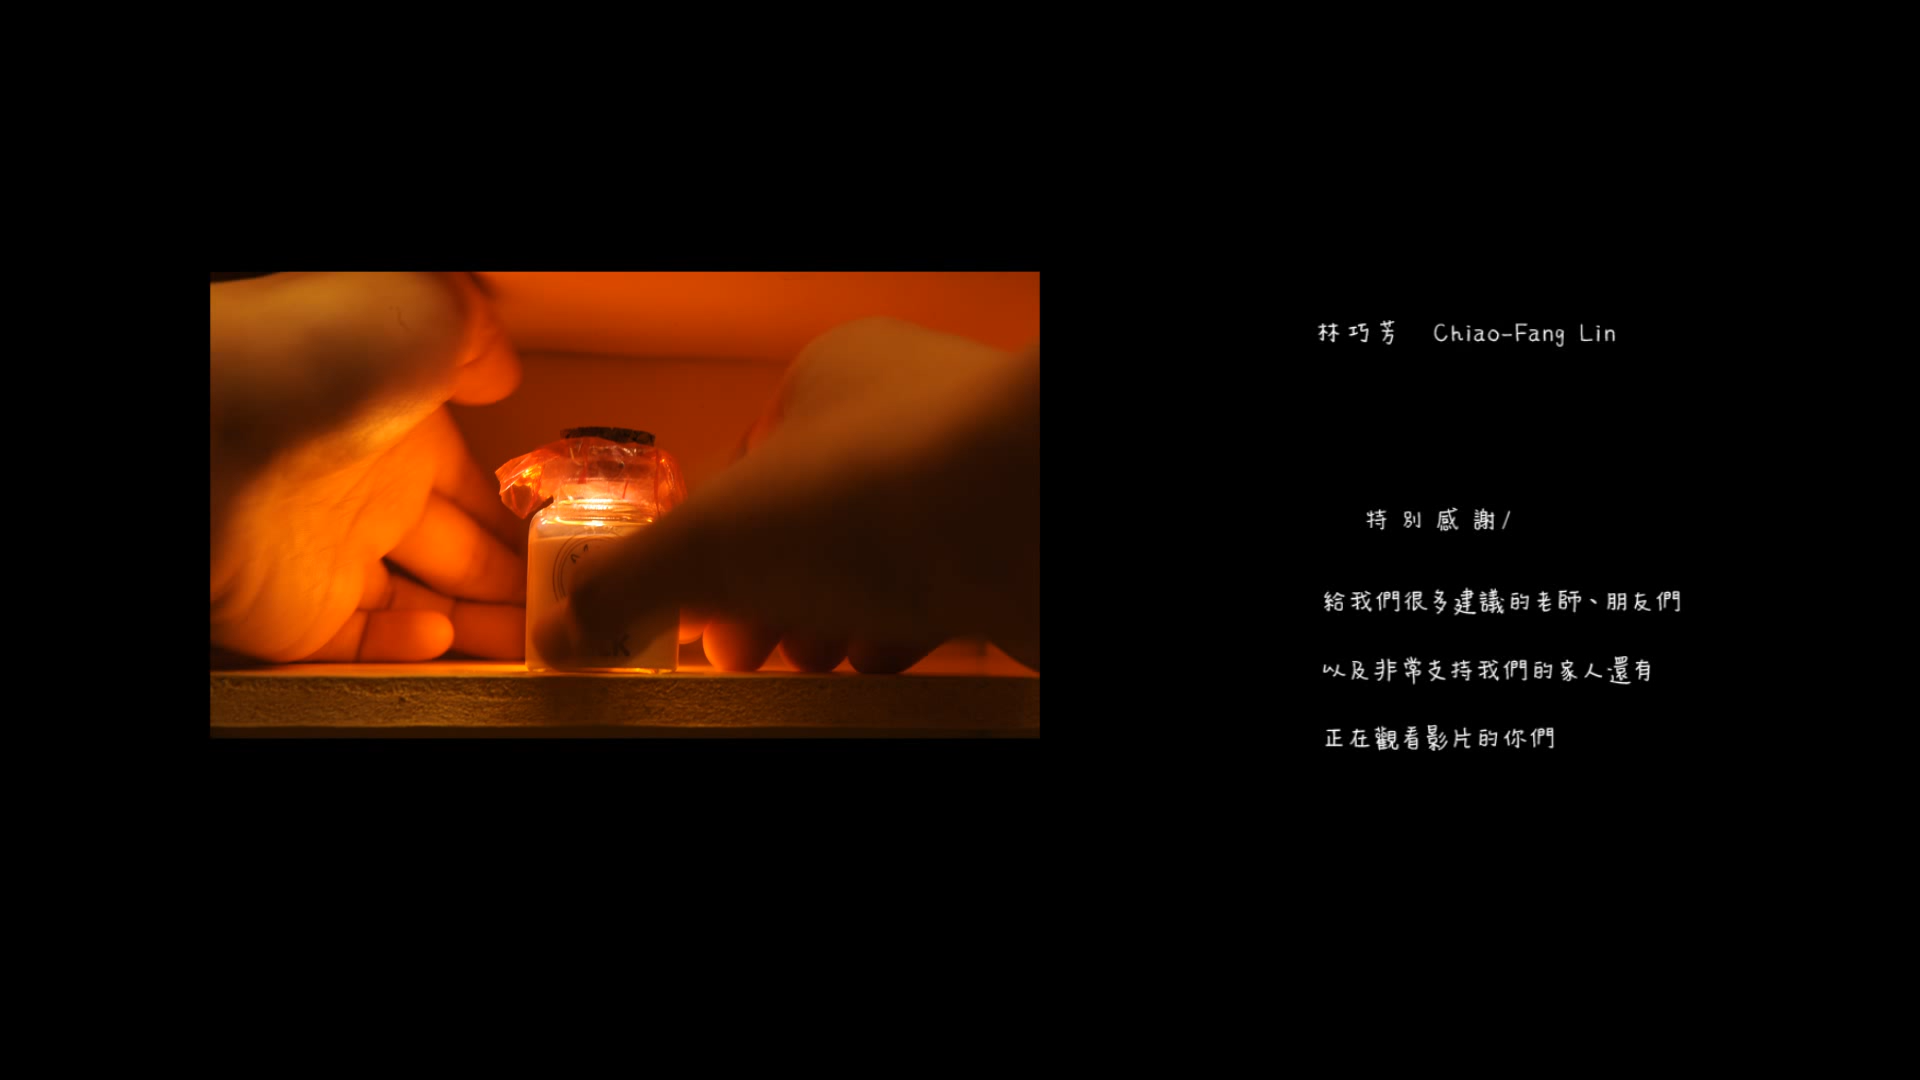 林巧芳 Chiao-Fang Lin
特別感謝/
給我們很多建議的老師、朋友們
以及非常支持我們的家人還有
正在觀看影片的你們